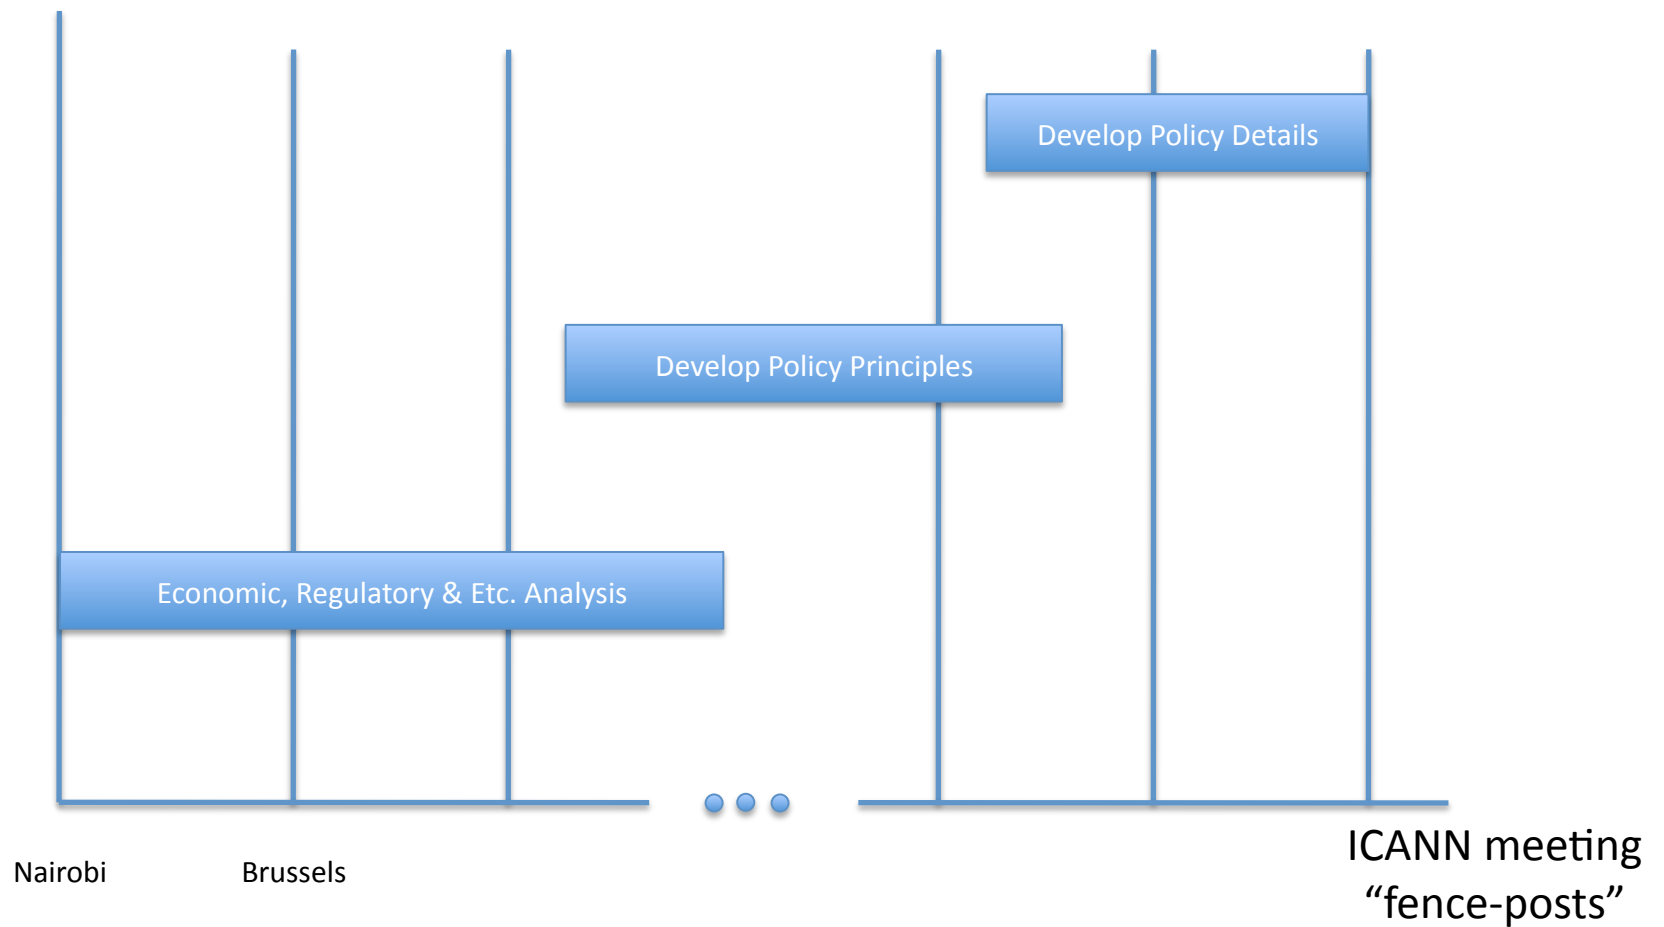 Develop Policy Details
Develop Policy Principles
Economic, Regulatory & Etc. Analysis
Nairobi
Brussels
ICANN meeting
“fence-posts”